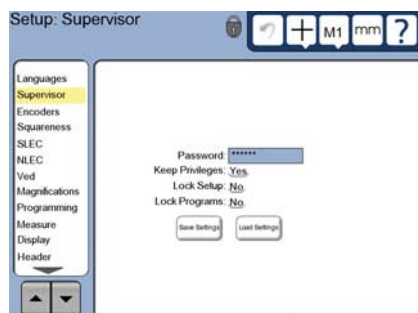 Setup: Supervisor
M1
mm
?
Languages
Supervisor
Encoders
Squareness
SLEC
NLEC
Ved
Magnifications
Programming
Measure
Display
Header
Password: ******
Keep Privileges: Yes
Lock Setup: No
Lock Programs: No
Save Settings
Load Settings